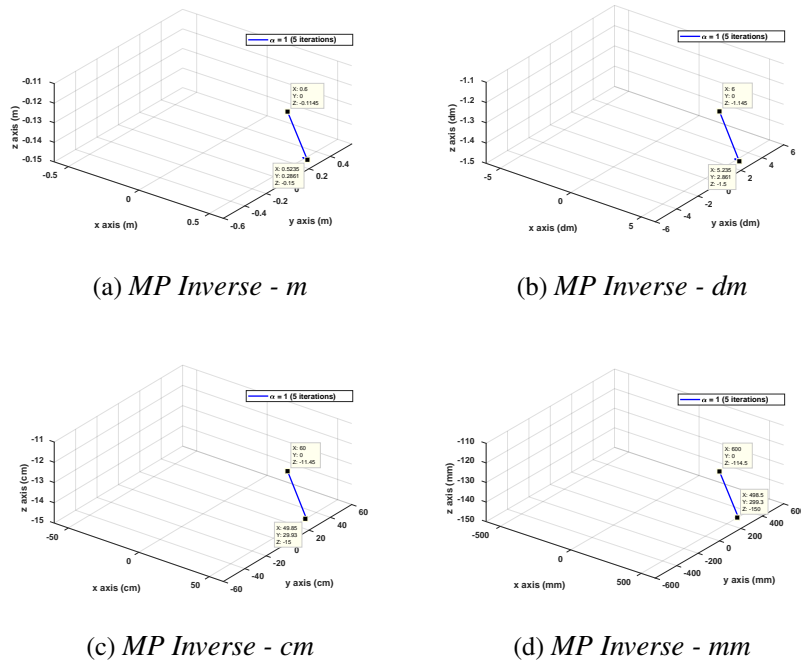 α = 1 (5 iterations)
-0.11
-0.12
-0.13
-0.14
-0.15
z axis (m)
X: 0.6
Y: 0
Z: -0.1145
X: 0.5235
Y: 0.2861
Z: -0.15
-0.5
0
0.5
x axis (m)
-0.6
-0.4
-0.2
0
0.2
0.4
y axis (m)
(a) MP Inverse - m
α = 1 (5 iterations)
-1.1
-1.2
-1.3
-1.4
-1.5
z axis (dm)
X: 6
Y: 0
Z: -1.145
X: 5.235
Y: 2.861
Z: -1.5
-5
0
5
x axis (dm)
-6
-4
-2
0
2
4
6
y axis (dm)
(b) MP Inverse - dm
α = 1 (5 iterations)
-11
-12
-13
-14
-15
z axis (cm)
X: 60
Y: 0
Z: -11.45
X: 49.85
Y: 29.93
Z: -15
-50
0
50
x axis (cm)
-60
-40
-20
0
20
40
60
y axis (cm)
(c) MP Inverse - cm
α = 1 (5 iterations)
-110
-120
-130
-140
-150
z axis (mm)
X: 600
Y: 0
Z: -114.5
X: 498.5
Y: 299.3
Z: -150
-500
0
500
x axis (mm)
-600
-400
-200
0
200
400
600
y axis (mm)
(d) MP Inverse - mm